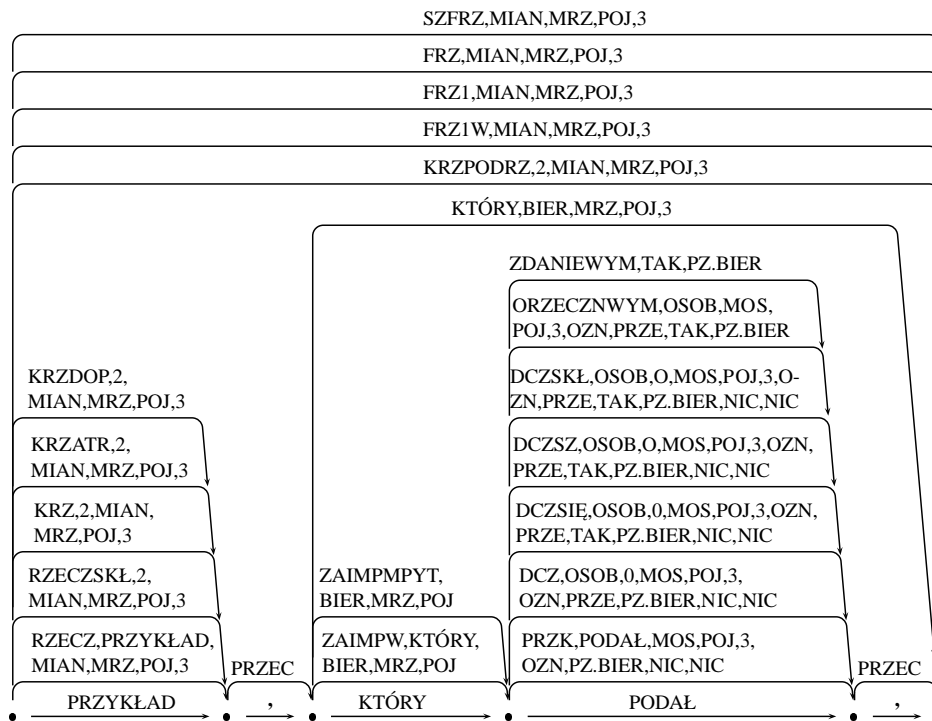 SZFRZ,MIAN,MRZ,POJ,3
FRZ,MIAN,MRZ,POJ,3
FRZ1,MIAN,MRZ,POJ,3
FRZ1W,MIAN,MRZ,POJ,3
KRZPODRZ,2,MIAN,MRZ,POJ,3
KTÓRY,BIER,MRZ,POJ,3
ZDANIEWYM,TAK,PZ.BIER
ORZECZNWYM,OSOB,MOS,
POJ,3,OZN,PRZE,TAK,PZ.BIER
KRZDOP,2,
MIAN,MRZ,POJ,3
DCZSKŁ,OSOB,O,MOS,POJ,3,O-
ZN,PRZE,TAK,PZ.BIER,NIC,NIC
KRZATR,2,
MIAN,MRZ,POJ,3
DCZSZ,OSOB,O,MOS,POJ,3,OZN,
PRZE,TAK,PZ.BIER,NIC,NIC
KRZ,2,MIAN,
MRZ,POJ,3
DCZSIĘ,OSOB,0,MOS,POJ,3,OZN,
PRZE,TAK,PZ.BIER,NIC,NIC
RZECZSKŁ,2,
MIAN,MRZ,POJ,3
ZAIMPMPYT,
BIER,MRZ,POJ
DCZ,OSOB,0,MOS,POJ,3,
OZN,PRZE,PZ.BIER,NIC,NIC
RZECZ,PRZYKŁAD,
MIAN,MRZ,POJ,3
PRZEC
ZAIMPW,KTÓRY,
BIER,MRZ,POJ
PRZK,PODAŁ,MOS,POJ,3,
OZN,PZ.BIER,NIC,NIC
PRZEC
PRZYKŁAD
,
KTÓRY
PODAŁ
,